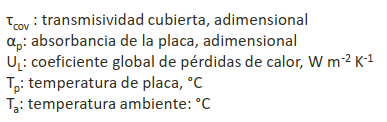 τcov : transmisividad cubierta, adimensional
αp: absorbancia de la placa, adimensional
UL: coeficiente global de pérdidas de calor, W m-2 K-1
Tp: temperatura de placa, °C
Ta: temperatura ambiente: °C